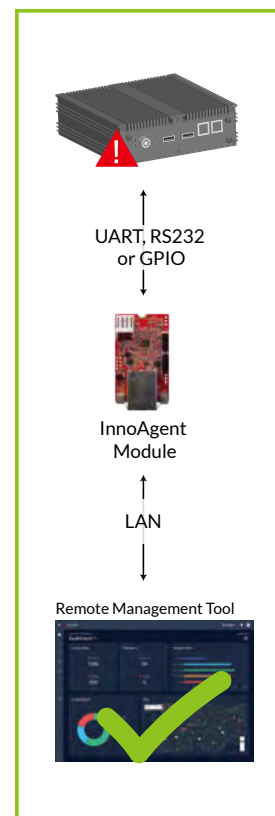 UART, RS232
or GPIO
InnoAgent
Module
LAN
Remote Management Tool